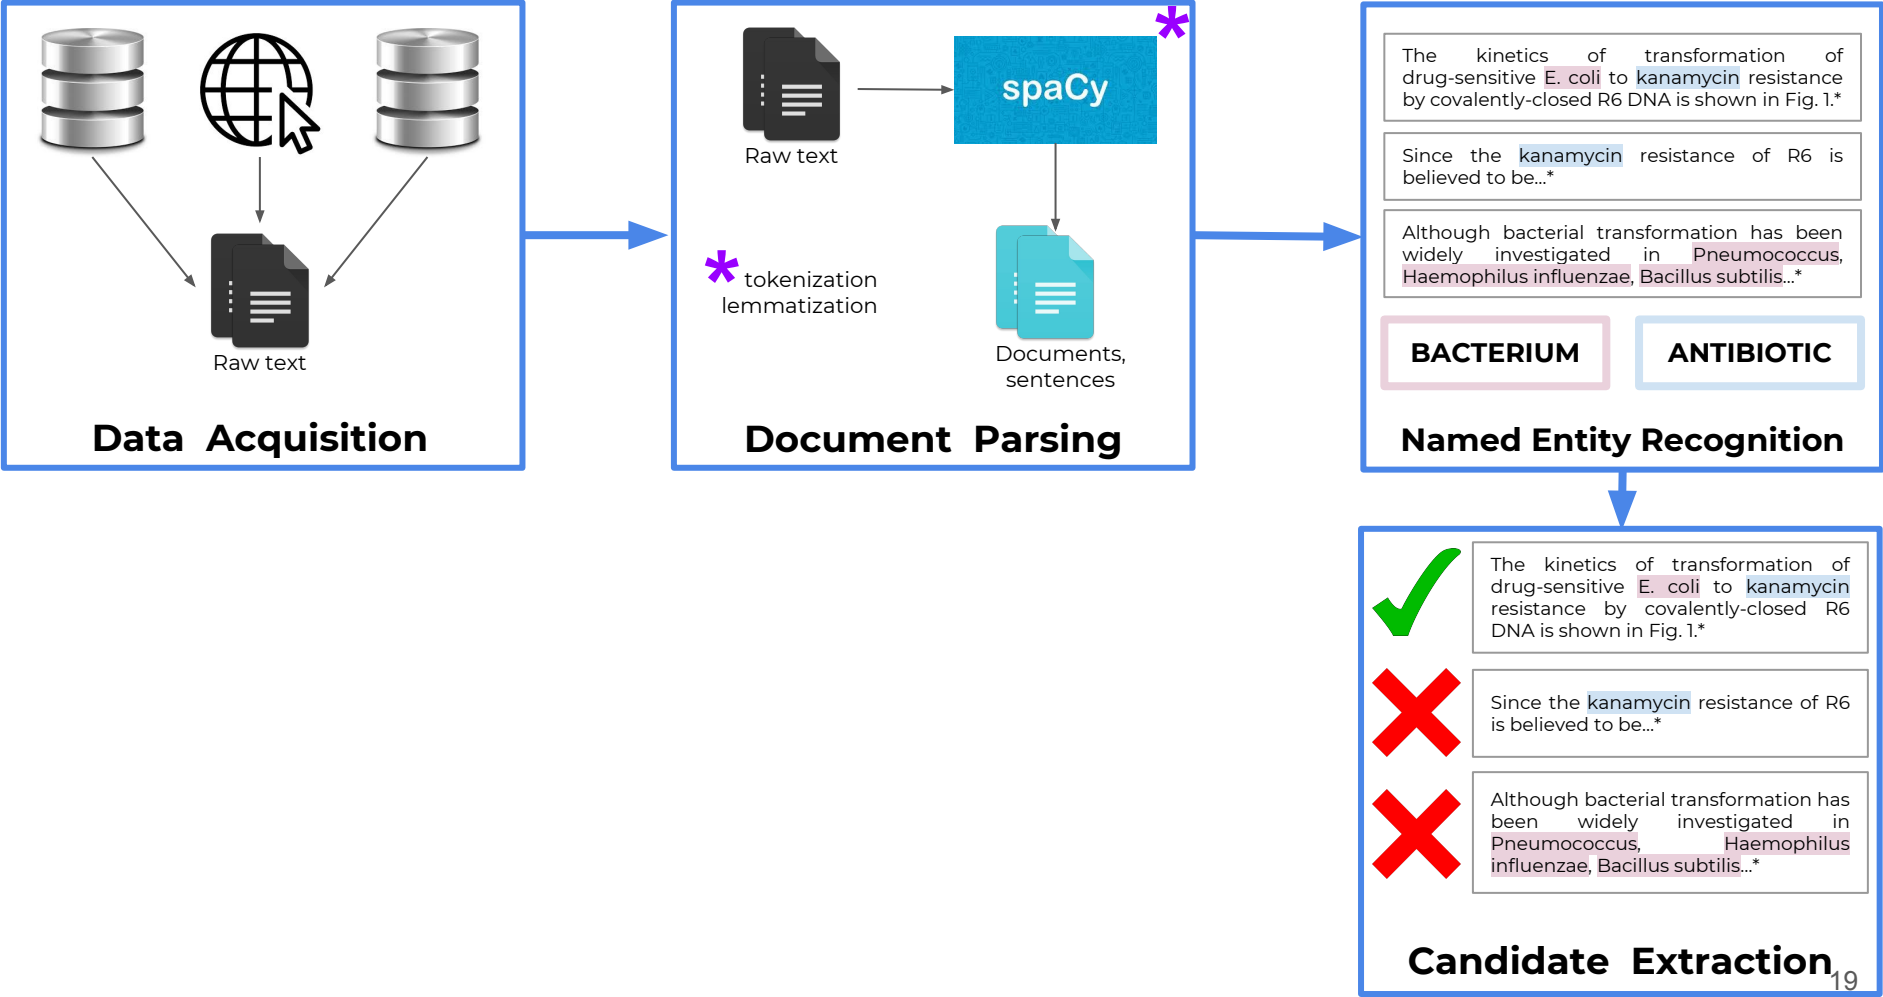 Raw text
Data Acquisition
*
Raw text
spaCy
* tokenization
lemmatization
Documents,
sentences
Document Parsing
The kinetics of transformation of
drug-sensitive E. coli to kanamycin resistance
by covalently-closed R6 DNA is shown in Fig. 1.*
Since the kanamycin resistance of R6 is
believed to be...*
Although bacterial transformation has been
widely investigated in Pneumococcus,
Haemophilus influenzae, Bacillus subtilis...*
BACTERIUM
ANTIBIOTIC
Named Entity Recognition
The kinetics of transformation of
drug-sensitive E. coli to kanamycin
resistance by covalently-closed R6
DNA is shown in Fig. 1.*
Since the kanamycin resistance of R6
is believed to be...*
Although bacterial transformation has
been widely investigated in
Pneumococcus, Haemophilus
influenzae, Bacillus subtilis...*
Candidate Extraction
19